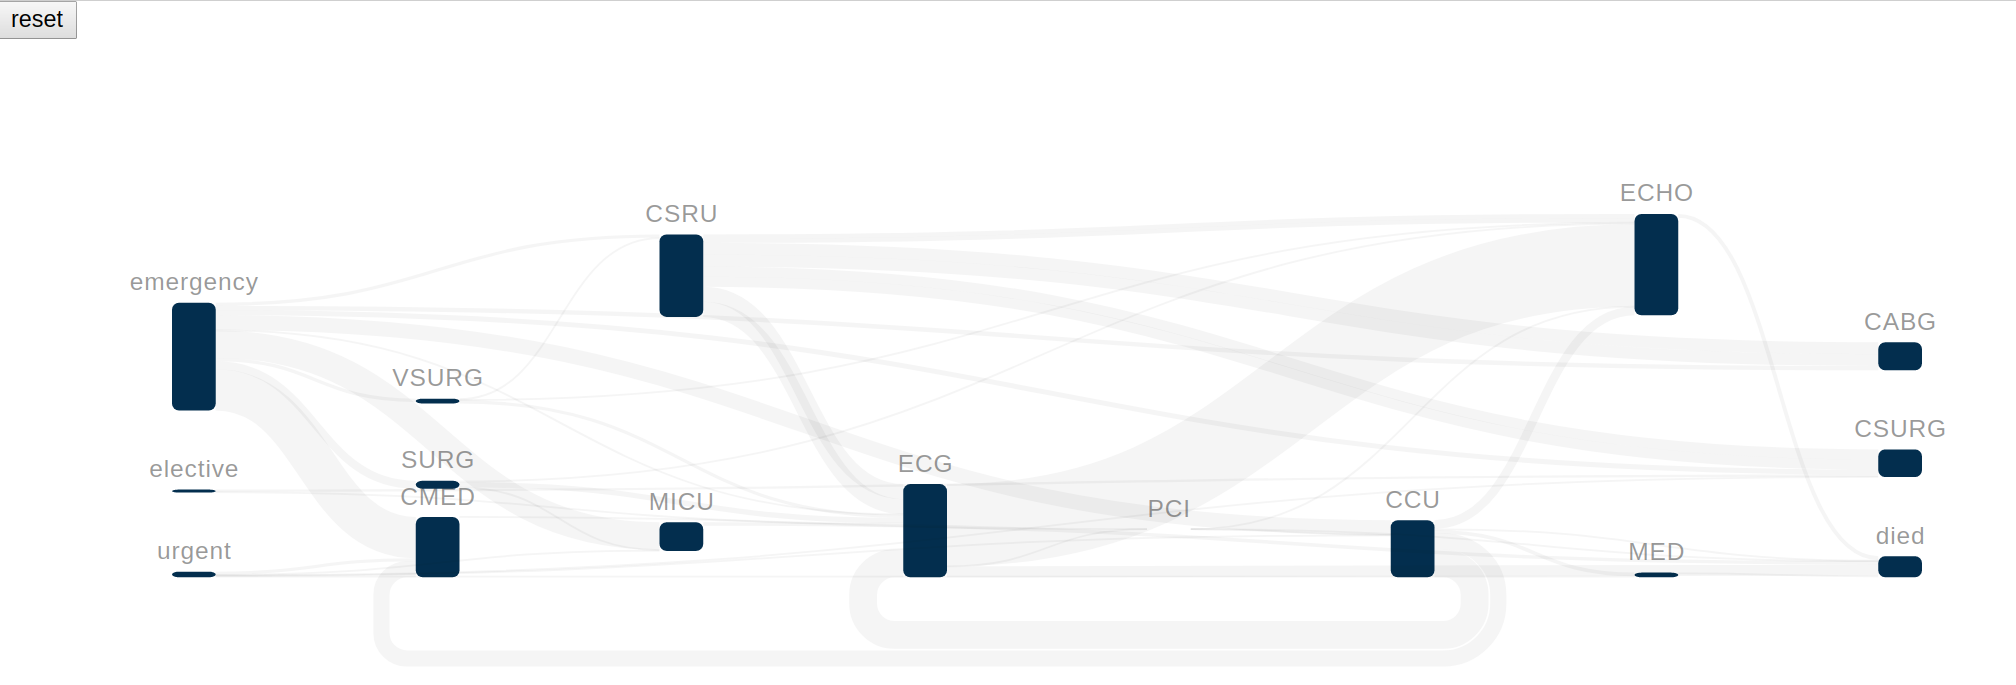 reset
ECHO
CSRU
emergency
CABG
VSURG
CSURG
SURG
ECG
elective
CMED
MICU
CCU
PCI
died
urgent
MED